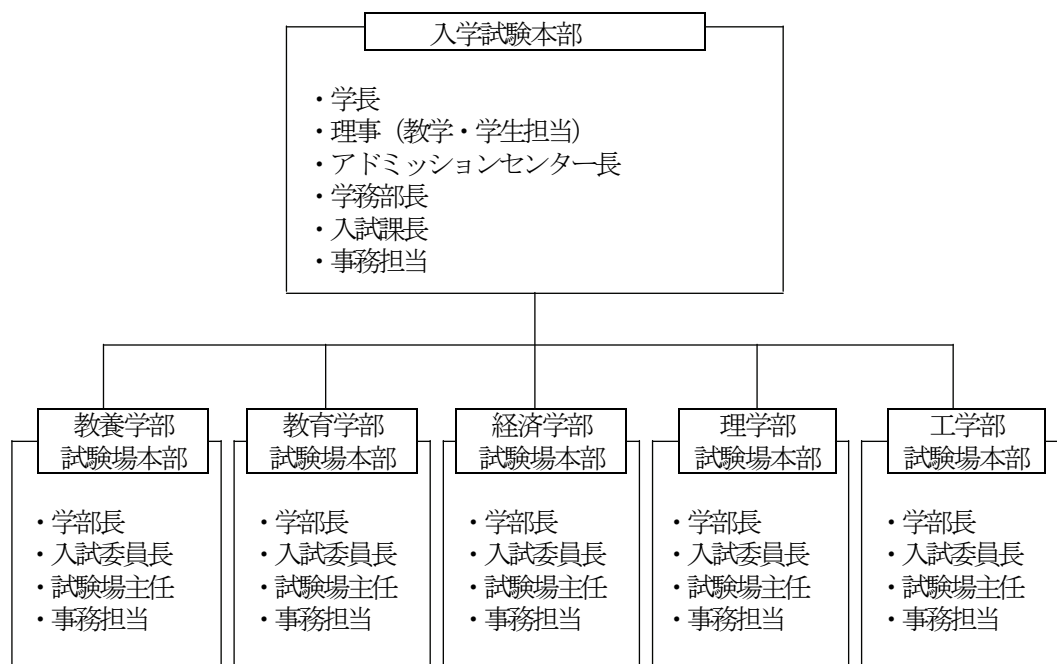 入学試験本部
・学長
・理事（教学・学生担当）
・アドミッションセンター長
・学務部長
・入試課長
・事務担当
教養学部
試験場本部
・学部長
・入試委員長
・試験場主任
・事務担当
教育学部
試験場本部
・学部長
・入試委員長
・試験場主任
・事務担当
経済学部
試験場本部
・学部長
・入試委員長
・試験場主任
・事務担当
理学部
試験場本部
・学部長
・入試委員長
・試験場主任
・事務担当
工学部
試験場本部
・学部長
・入試委員長
・試験場主任
・事務担当